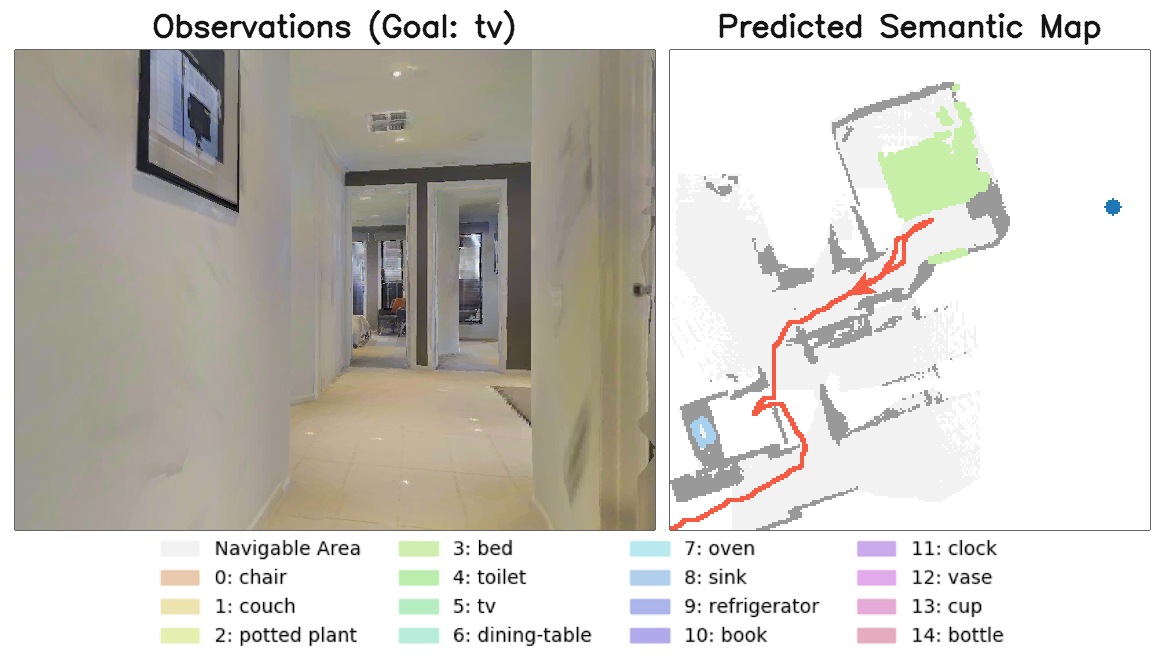 Observations (Goal: tv)
Predicted Semantic Map
Navigable Area
0: chair
1: couch
2: potted plant
3: bed
4: toilet
5: tv
6: dining-table
7: oven
8: sink
9: refrigerator
10: book
11: clock
12: vase
13: cup
14: bottle